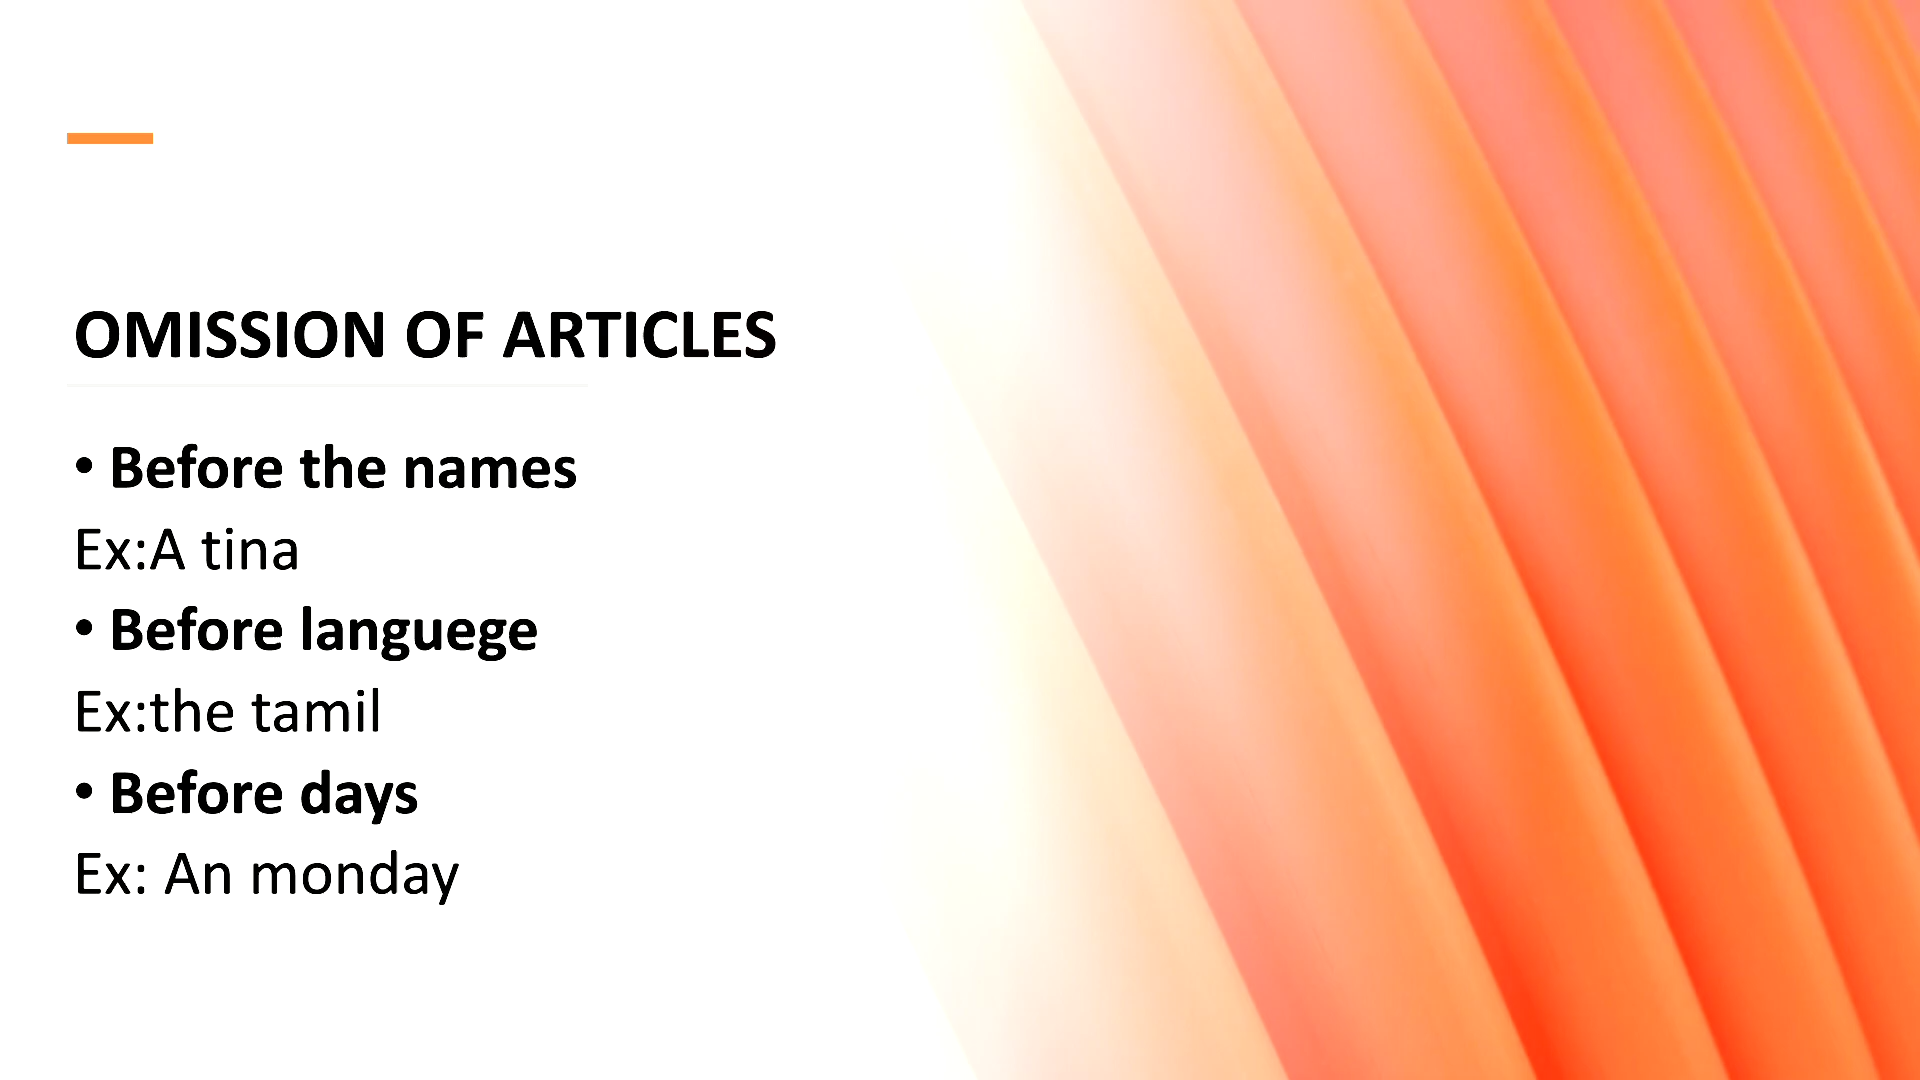 OMISSION OF ARTICLES
• Before the names
Ex:A tina
• Before languege
Ex:the tamil
• Before days
Ex: An monday